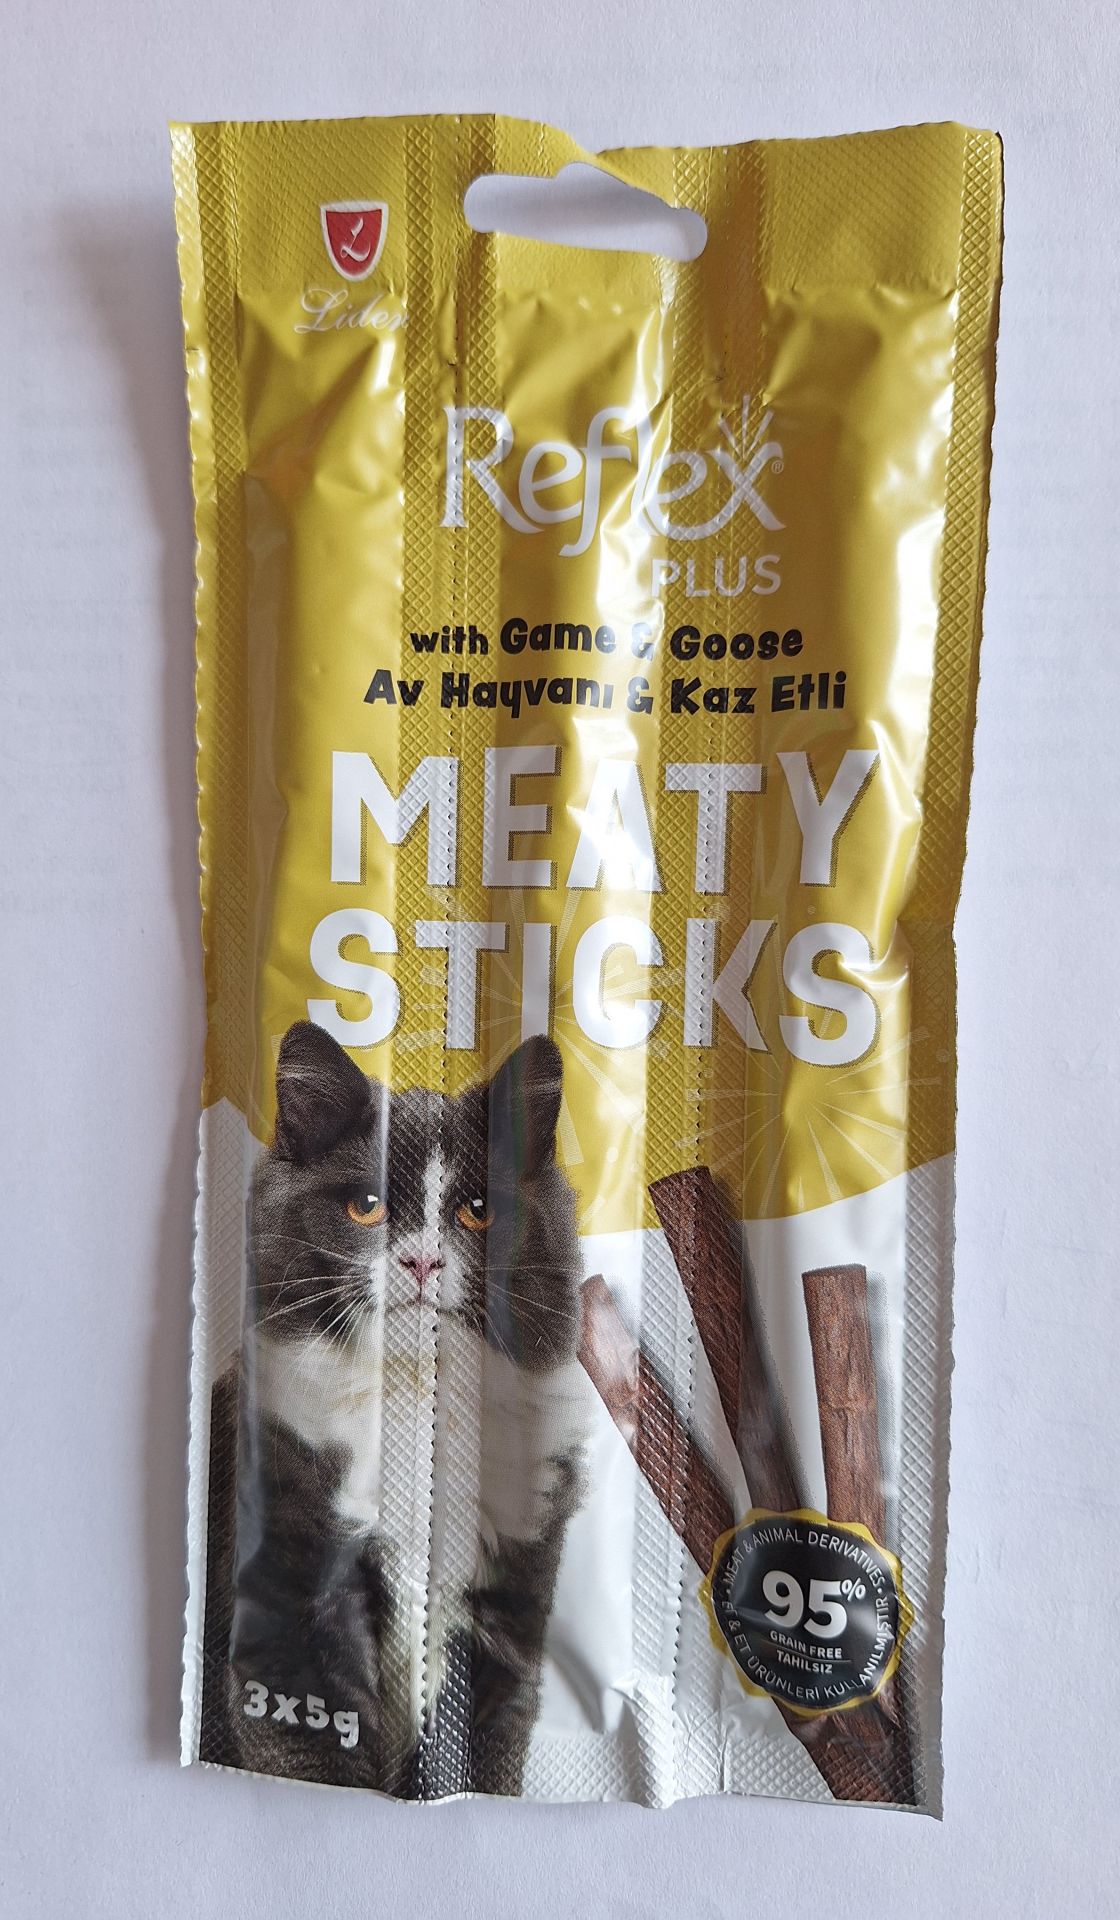 L
Lider
Reflex®
PLUS
with Game & Goose
Av Hayvanı & Kaz Etli
MEATY
STICKS
MEAT & ANIMAL DERIVATIVES
95%
GRAIN FREE
TAHILSIZ
ET & ET ÜRÜNLERİ KULLANILMIŞTIR
3x5g